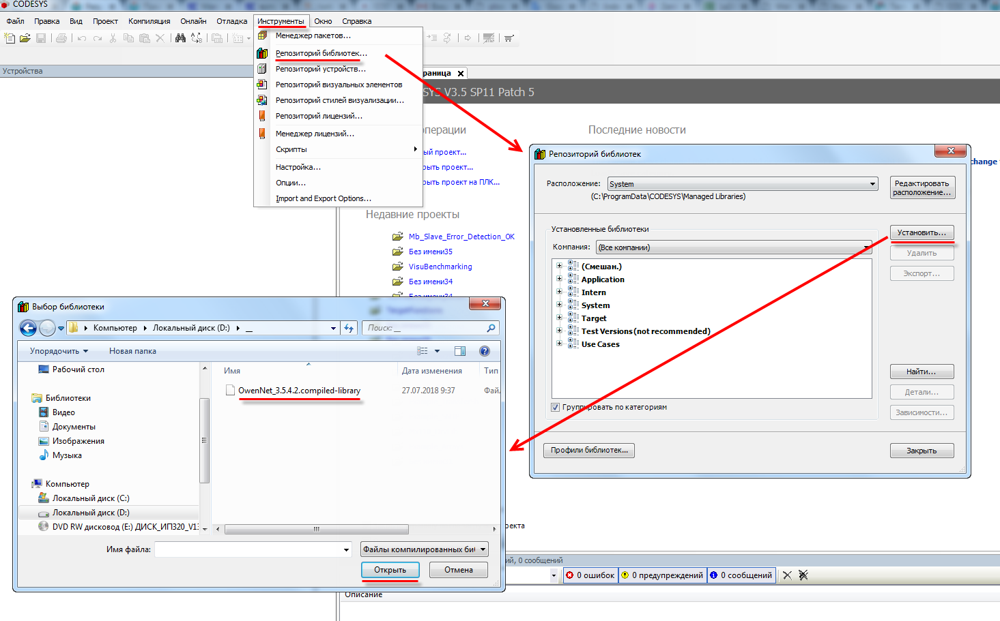 CODESYS
Файл Правка Вид Проект Компиляция Онлайн Отладка Инструменты Окно Справка
Менеджер пакетов...
Репозиторий библиотек...
Репозиторий устройств...
Репозиторий визуальных элементов
Репозиторий стилей визуализации...
Репозиторий лицензий...
Менеджер лицензий...
Скрипты
Настройка...
Опции...
Import and Export Options...
Устройства
раница
SYS V3.5 SP11 Patch 5
операции
Последние новости
ый проект...
рыть проект...
рыть проект на ПЛК...
change
Недавние проекты
Mb_Slave_Error_Detection_OK
Без имени35
VisuBenchmarking
Без имени34
Без имени34
Репозиторий библиотек
Расположение: System
(C:\ProgramData\CODESYS\Managed Libraries)
Редактировать расположение...
Установленные библиотеки
Компания: (Все компании)
Установить...
Удалить
Экспорт...
(Смешан.)
Application
Intern
System
Target
Test Versions (not recommended)
Use Cases
Найти...
Детали...
Зависимости...
Группировать по категориям
Профили библиотек...
Закрыть
Выбор библиотеки
Компьютер Локальный диск (D:) __
Поиск: __
Упорядочить Новая папка
Имя Дата изменения Тип
OwenNet_3.5.4.2.compiled-library 27.07.2018 9:37 Фай.
Рабочий стол
Библиотеки
Видео
Документы
Изображения
Музыка
Компьютер
Локальный диск (C:)
Локальный диск (D:)
DVD RW дисковод (E:) ДИСК_ИП320_V1
Имя файла:
Файлы компилированных би
Открыть Отмена
оекта
ий, 0 сообщений
0 ошибок 0 предупреждений 0 сообщений
Описание